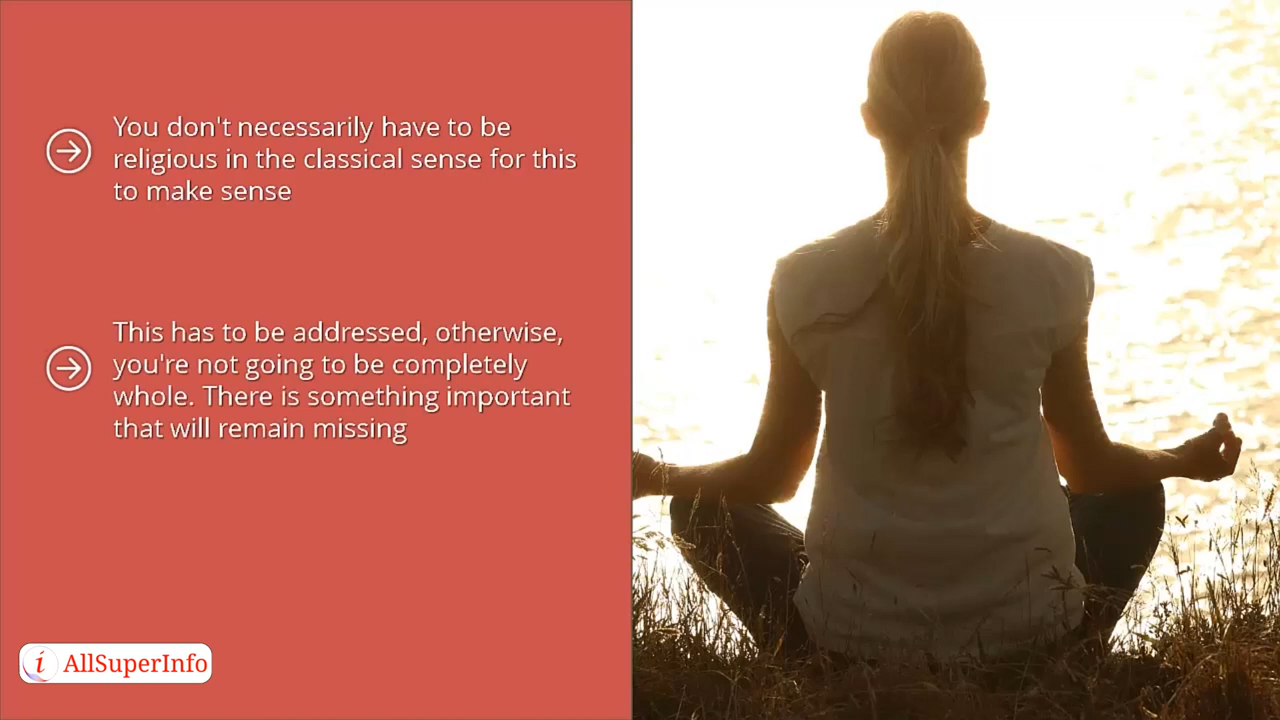 You don't necessarily have to be
religious in the classical sense for this
to make sense
This has to be addressed, otherwise,
you're not going to be completely
whole. There is something important
that will remain missing
i AllSuperInfo